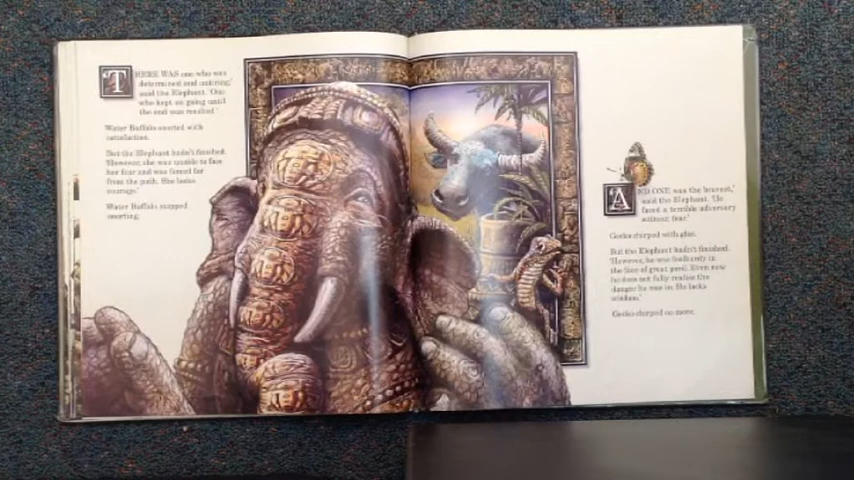 THERE WAS one who was
determined and untiring,'
said the Elephant. 'One
who kept on going until
the end was reached.'
Water Buffalo snorted with
satisfaction.
But the Elephant hadn't finished.
'However, she was unable to face
her fear and was forced far
from the path. She lacks
courage.'
Water Buffalo stopped
snorting.
'AND ONE was the bravest,'
said the Elephant. 'He
faced a terrible adversary
without fear.'
Gecko chirped with glee.
But the Elephant hadn't finished.
'However, he was foolhardy in
the face of great peril. Even now
he does not fully realise the
danger he was in. He lacks
wisdom.'
Gecko chirped no more.